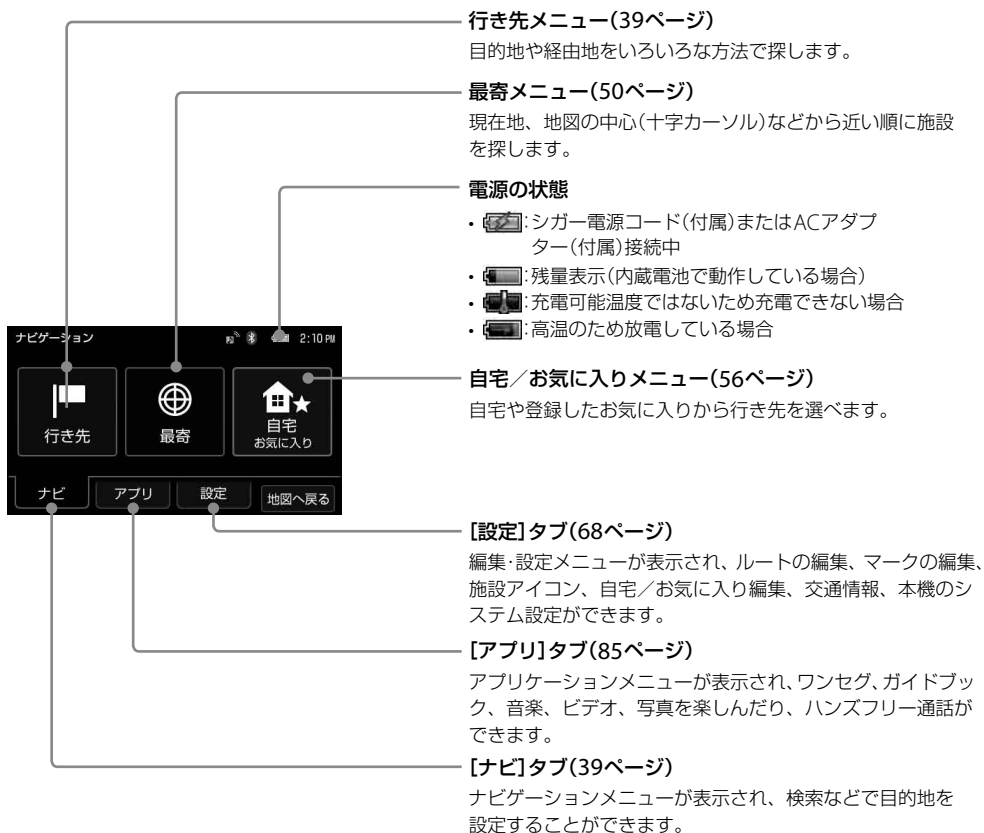 行き先メニュー(39ページ)
目的地や経由地をいろいろな方法で探します。
最寄メニュー(50ページ)
現在地、地図の中心(十字カーソル)などから近い順に施設
を探します。
電源の状態
• :シガー電源コード(付属)またはACアダプ
ター(付属)接続中
• :残量表示(内蔵電池で動作している場合)
• :充電可能温度ではないため充電できない場合
• :高温のため放電している場合
ナビゲーション 2:10 PM
行き先
最寄
自宅
お気に入り
ナビ
アプリ
設定
地図へ戻る
自宅／お気に入りメニュー(56ページ)
自宅や登録したお気に入りから行き先を選べます。
[設定]タブ(68ページ)
編集・設定メニューが表示され、ルートの編集、マークの編集、
施設アイコン、自宅／お気に入り編集、交通情報、本機のシ
ステム設定ができます。
[アプリ]タブ(85ページ)
アプリケーションメニューが表示され、ワンセグ、ガイドブッ
ク、音楽、ビデオ、写真を楽しんだり、ハンズフリー通話が
できます。
[ナビ]タブ(39ページ)
ナビゲーションメニューが表示され、検索などで目的地を
設定することができます。